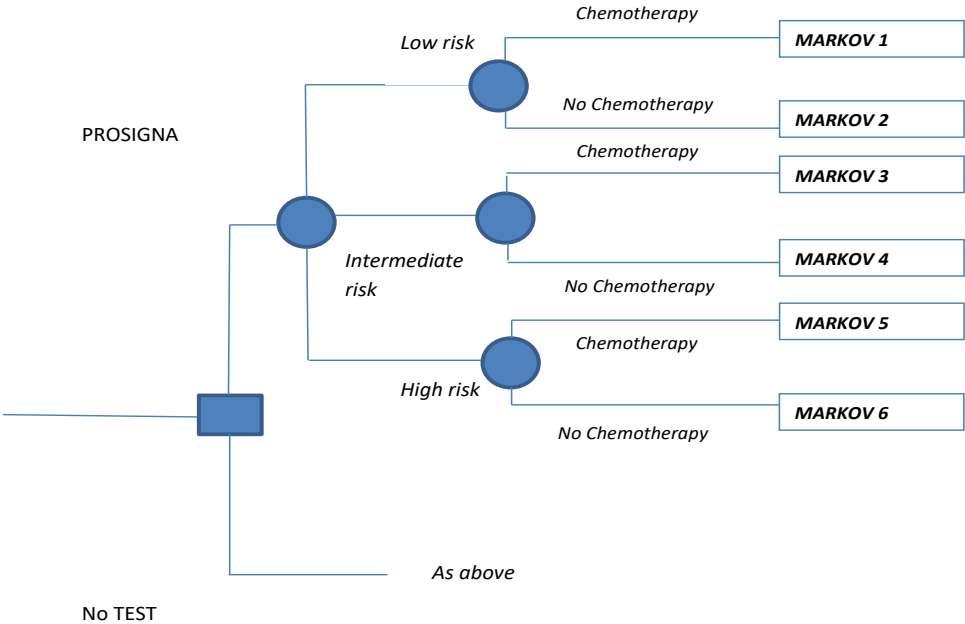 Chemotherapy
Low risk
MARKOV 1
No Chemotherapy
MARKOV 2
PROSIGNA
Chemotherapy
MARKOV 3
Intermediate
risk
MARKOV 4
No Chemotherapy
MARKOV 5
Chemotherapy
High risk
MARKOV 6
No Chemotherapy
As above
No TEST